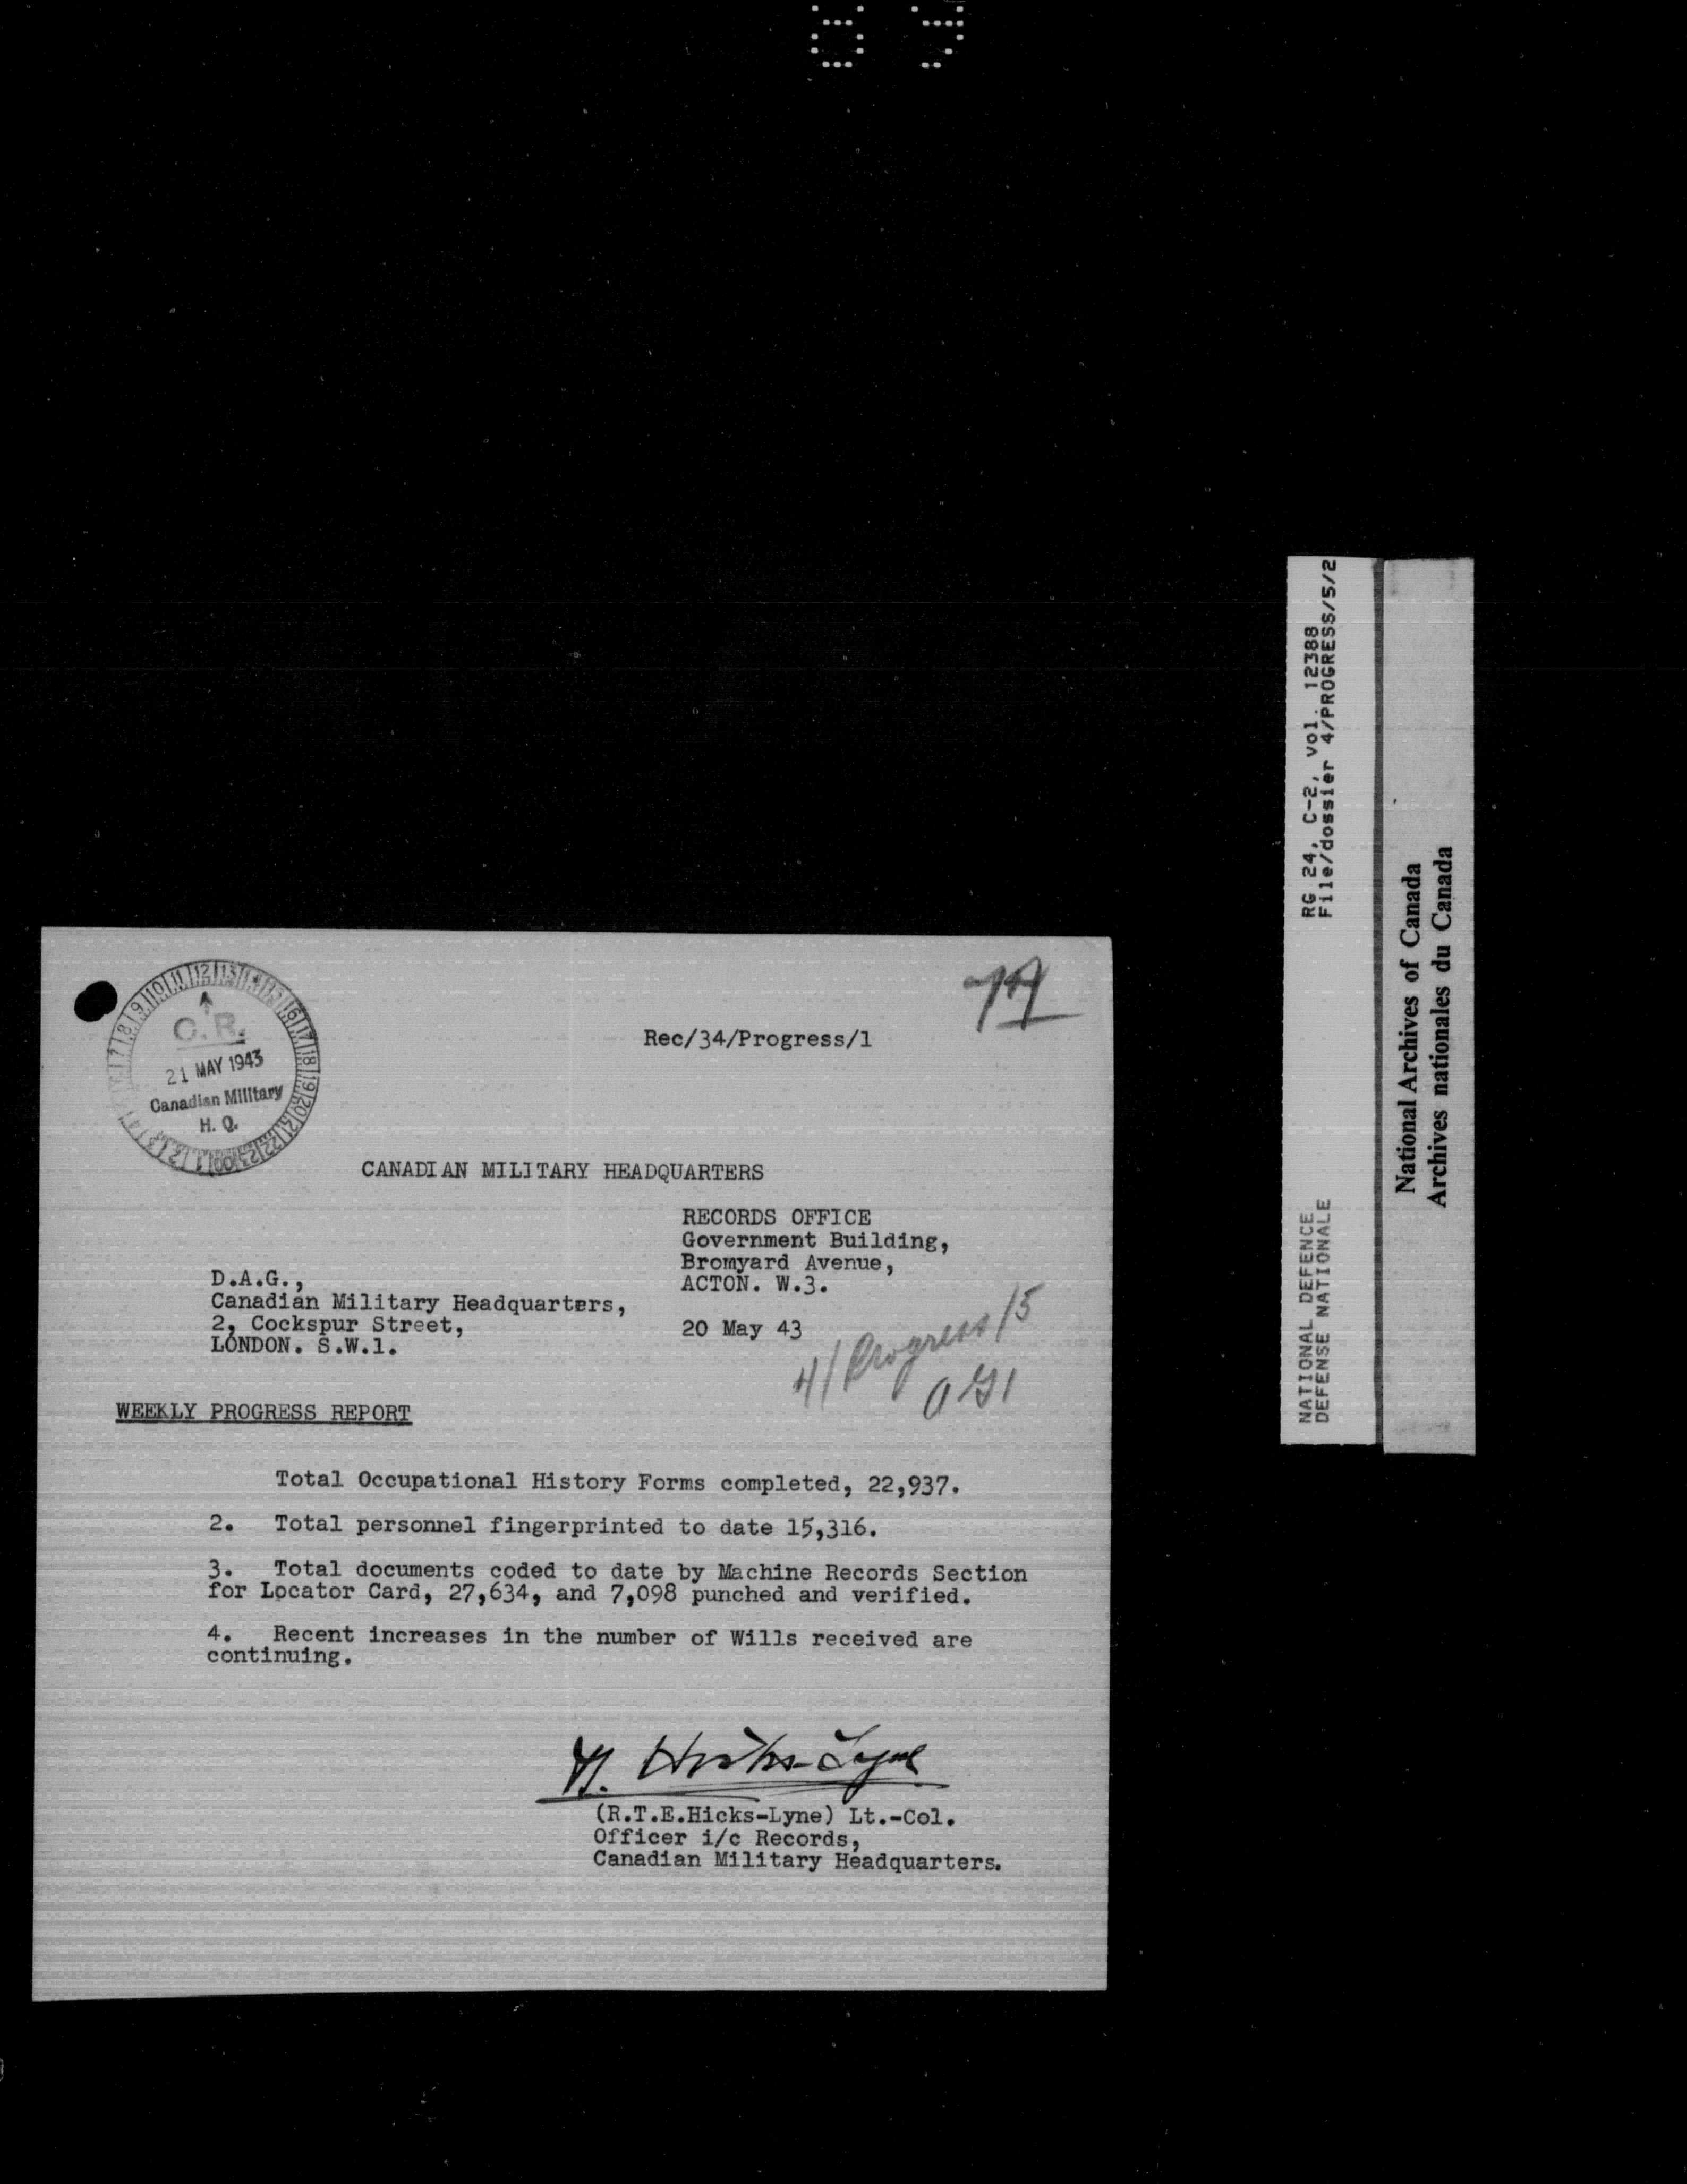 C.R.
21 MAY 1943
Canadian Military
H. Q.
Rec/34/Progress/1
CANADIAN MILITARY HEADQUARTERS
RECORDS OFFICE
Government Building,
Bromyard Avenue,
ACTON. W.3.
20 May 43
D.A.G.,
Canadian Military Headquarters,
2, Cockspur Street,
LONDON. S.W.1.
4/Progress/5
WEEKLY PROGRESS REPORT
Total Occupational History Forms completed, 22,937.
2. Total personnel fingerprinted to date 15,316.
3. Total documents coded to date by Machine Records Section
for Locator Card, 27,634, and 7,098 punched and verified.
4. Recent increases in the number of Wills received are
continuing.
Hicks-Lyne
(R.T.E.Hicks-Lyne) Lt.-Col.
Officer i/c Records,
Canadian Military Headquarters.
NATIONAL DEFENCE RG 24, C-2, vol. 12388
DEFENSE NATIONALE File/dossier 4/PROGRESS/5/2
National Archives of Canada
Archives nationales du Canada